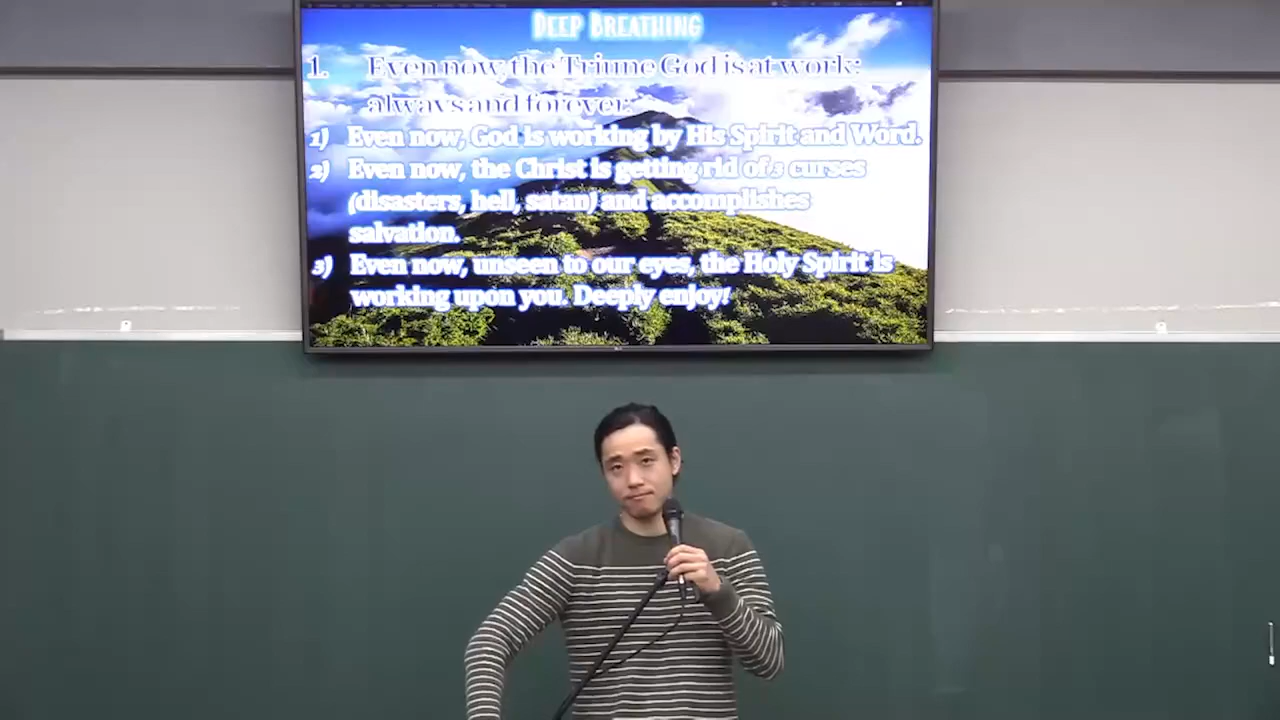 DEEP BREATHING
1. Even now, the Triune God is at work:
always and forever.
1) Even now, God is working by His Spirit and Word.
2) Even now, the Christ is getting rid of 3 curses
(disasters, hell, satan) and accomplishes
salvation.
3) Even now, unseen to our eyes, the Holy Spirit is
working upon you. Deeply enjoy!